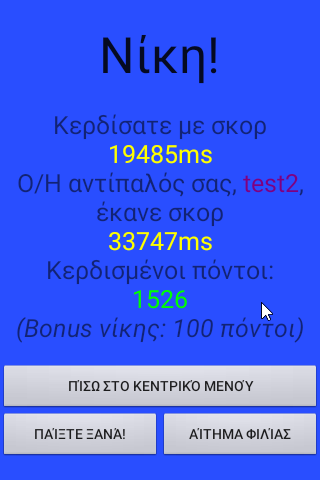 Νίκη!
Κερδίσατε με σκορ
19485ms
Ο/Η αντίπαλός σας, test2,
έκανε σκορ
33747ms
Κερδισμένοι πόντοι:
1526
(Bonus νίκης: 100 πόντοι)
ΠΊΣΩ ΣΤΟ ΚΕΝΤΡΙΚΌ ΜΕΝΟΎ
ΠΑΊΞΤΕ ΞΑΝΆ!
ΑΊΤΗΜΑ ΦΙΛΊΑΣ